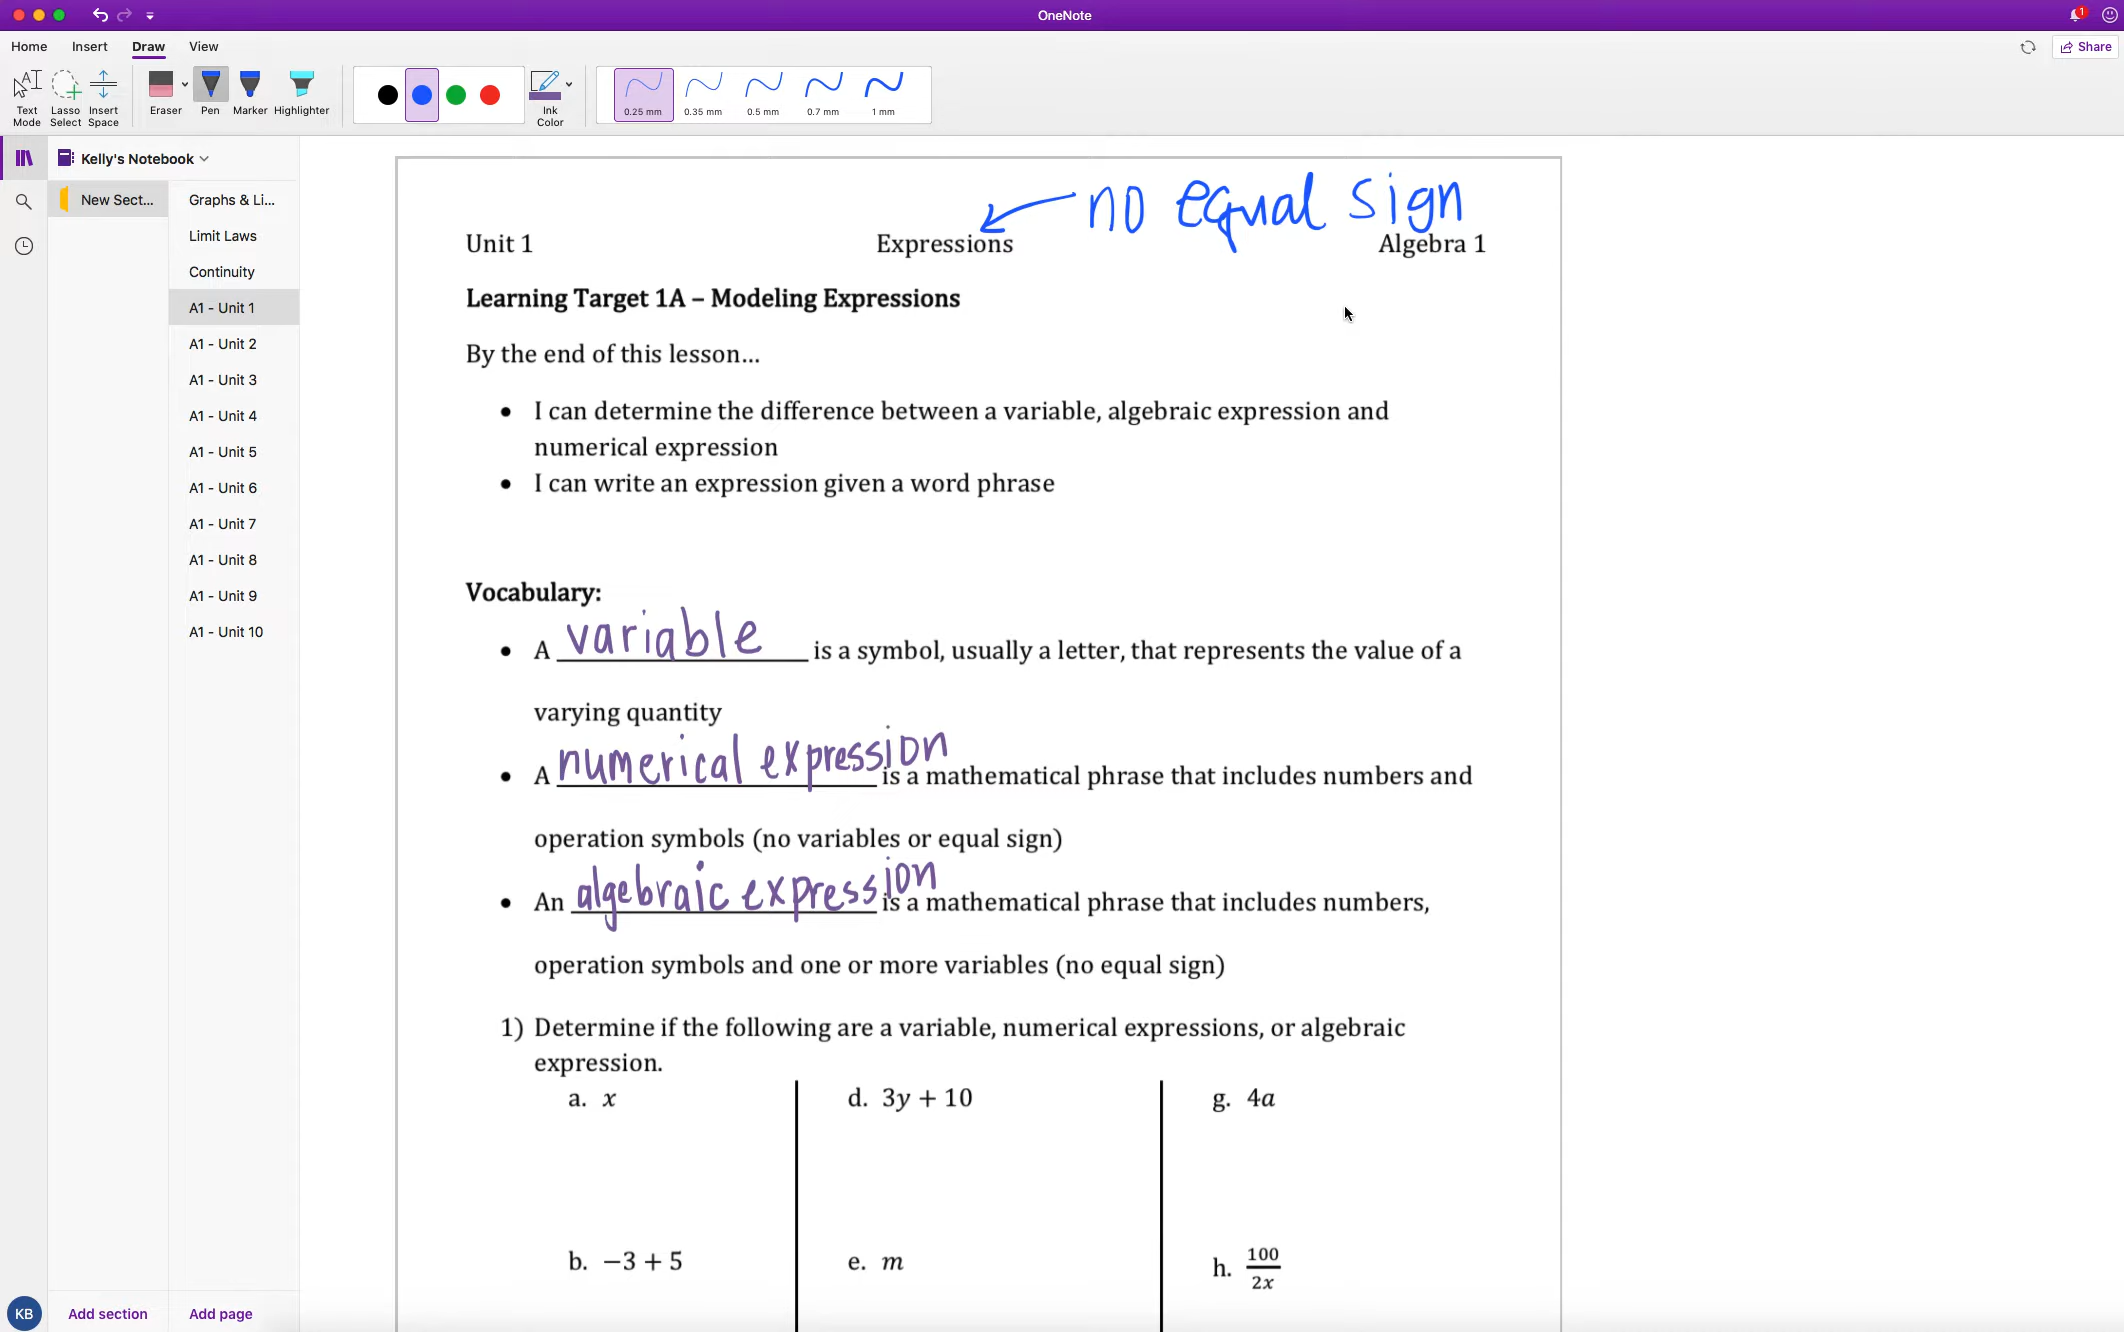 OneNote
1
Home Insert Draw View
Share
Text Mode
Lasso Select
Insert Space
Eraser
Pen
Marker
Highlighter
Ink Color
0.25 mm
0.35 mm
0.5 mm
0.7 mm
1 mm
Kelly's Notebook
New Sect...
Graphs & Li...
Limit Laws
Continuity
A1 - Unit 1
A1 - Unit 2
A1 - Unit 3
A1 - Unit 4
A1 - Unit 5
A1 - Unit 6
A1 - Unit 7
A1 - Unit 8
A1 - Unit 9
A1 - Unit 10
KB
Add section
Add page
no equal sign
Unit 1 Expressions Algebra 1
Learning Target 1A – Modeling Expressions
By the end of this lesson...
• I can determine the difference between a variable, algebraic expression and
numerical expression
• I can write an expression given a word phrase
Vocabulary:
• A variable is a symbol, usually a letter, that represents the value of a
varying quantity
• A numerical expression is a mathematical phrase that includes numbers and
operation symbols (no variables or equal sign)
• An algebraic expression is a mathematical phrase that includes numbers,
operation symbols and one or more variables (no equal sign)
1) Determine if the following are a variable, numerical expressions, or algebraic
expression.
a. x
d. 3y + 10
g. 4a
b. −3 + 5
e. m
h. 100/2x